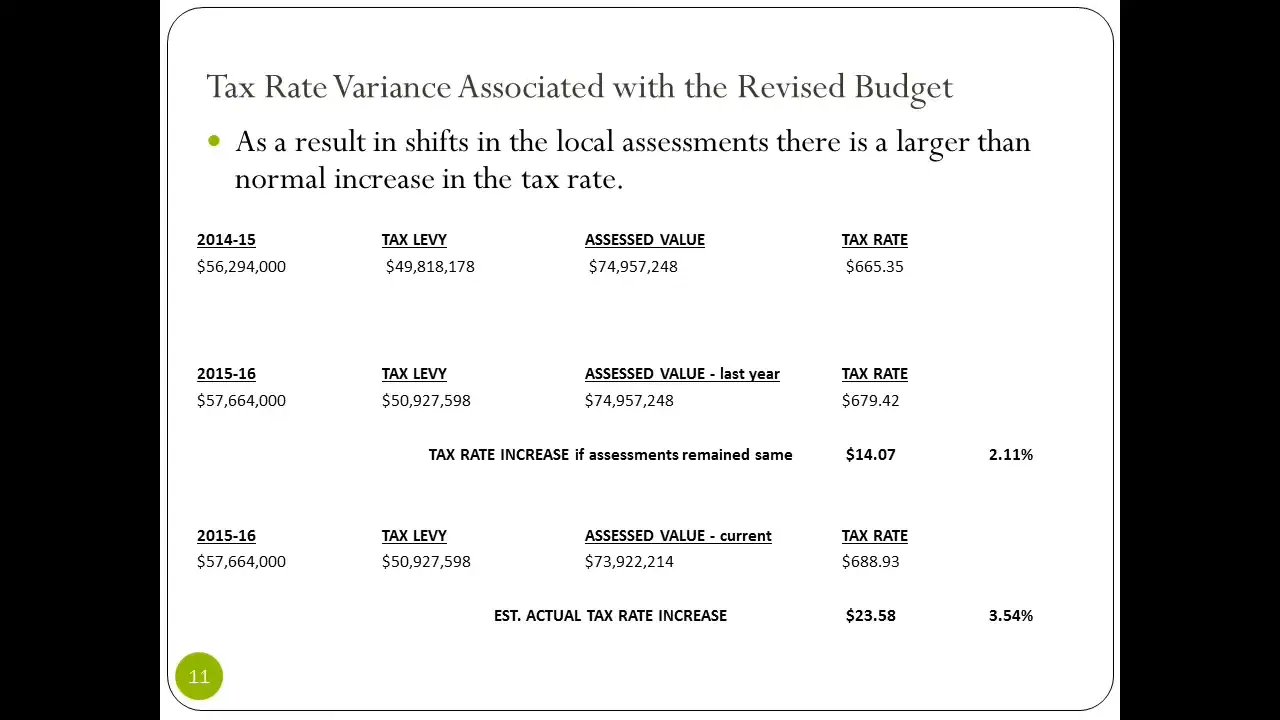 Tax Rate Variance Associated with the Revised Budget
As a result in shifts in the local assessments there is a larger than
normal increase in the tax rate.
2014-15 TAX LEVY ASSESSED VALUE TAX RATE
$56,294,000 $49,818,178 $74,957,248 $665.35
2015-16 TAX LEVY ASSESSED VALUE - last year TAX RATE
$57,664,000 $50,927,598 $74,957,248 $679.42
TAX RATE INCREASE if assessments remained same $14.07 2.11%
2015-16 TAX LEVY ASSESSED VALUE - current TAX RATE
$57,664,000 $50,927,598 $73,922,214 $688.93
EST. ACTUAL TAX RATE INCREASE $23.58 3.54%
11